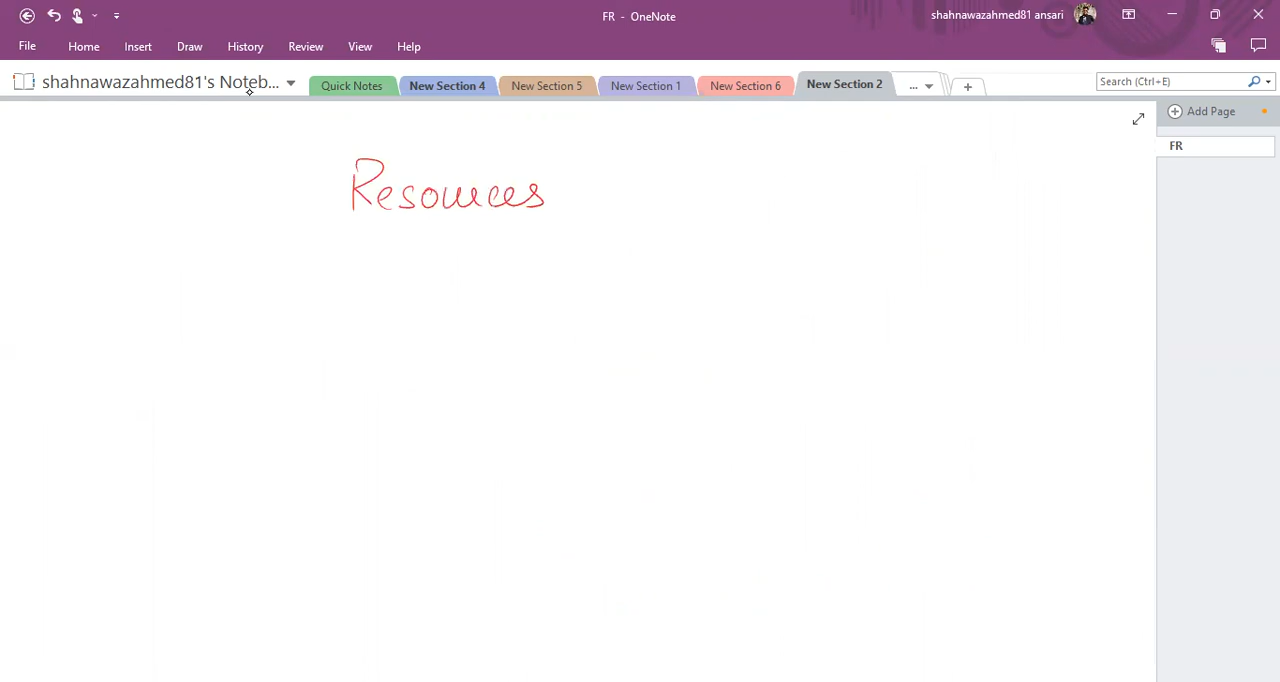 FR - OneNote
shahnawazahmed81 ansari
File Home Insert Draw History Review View Help
shahnawazahmed81's Noteb...
Quick Notes New Section 4 New Section 5 New Section 1 New Section 6 New Section 2 ... +
Search (Ctrl+E)
Add Page
FR
Resources